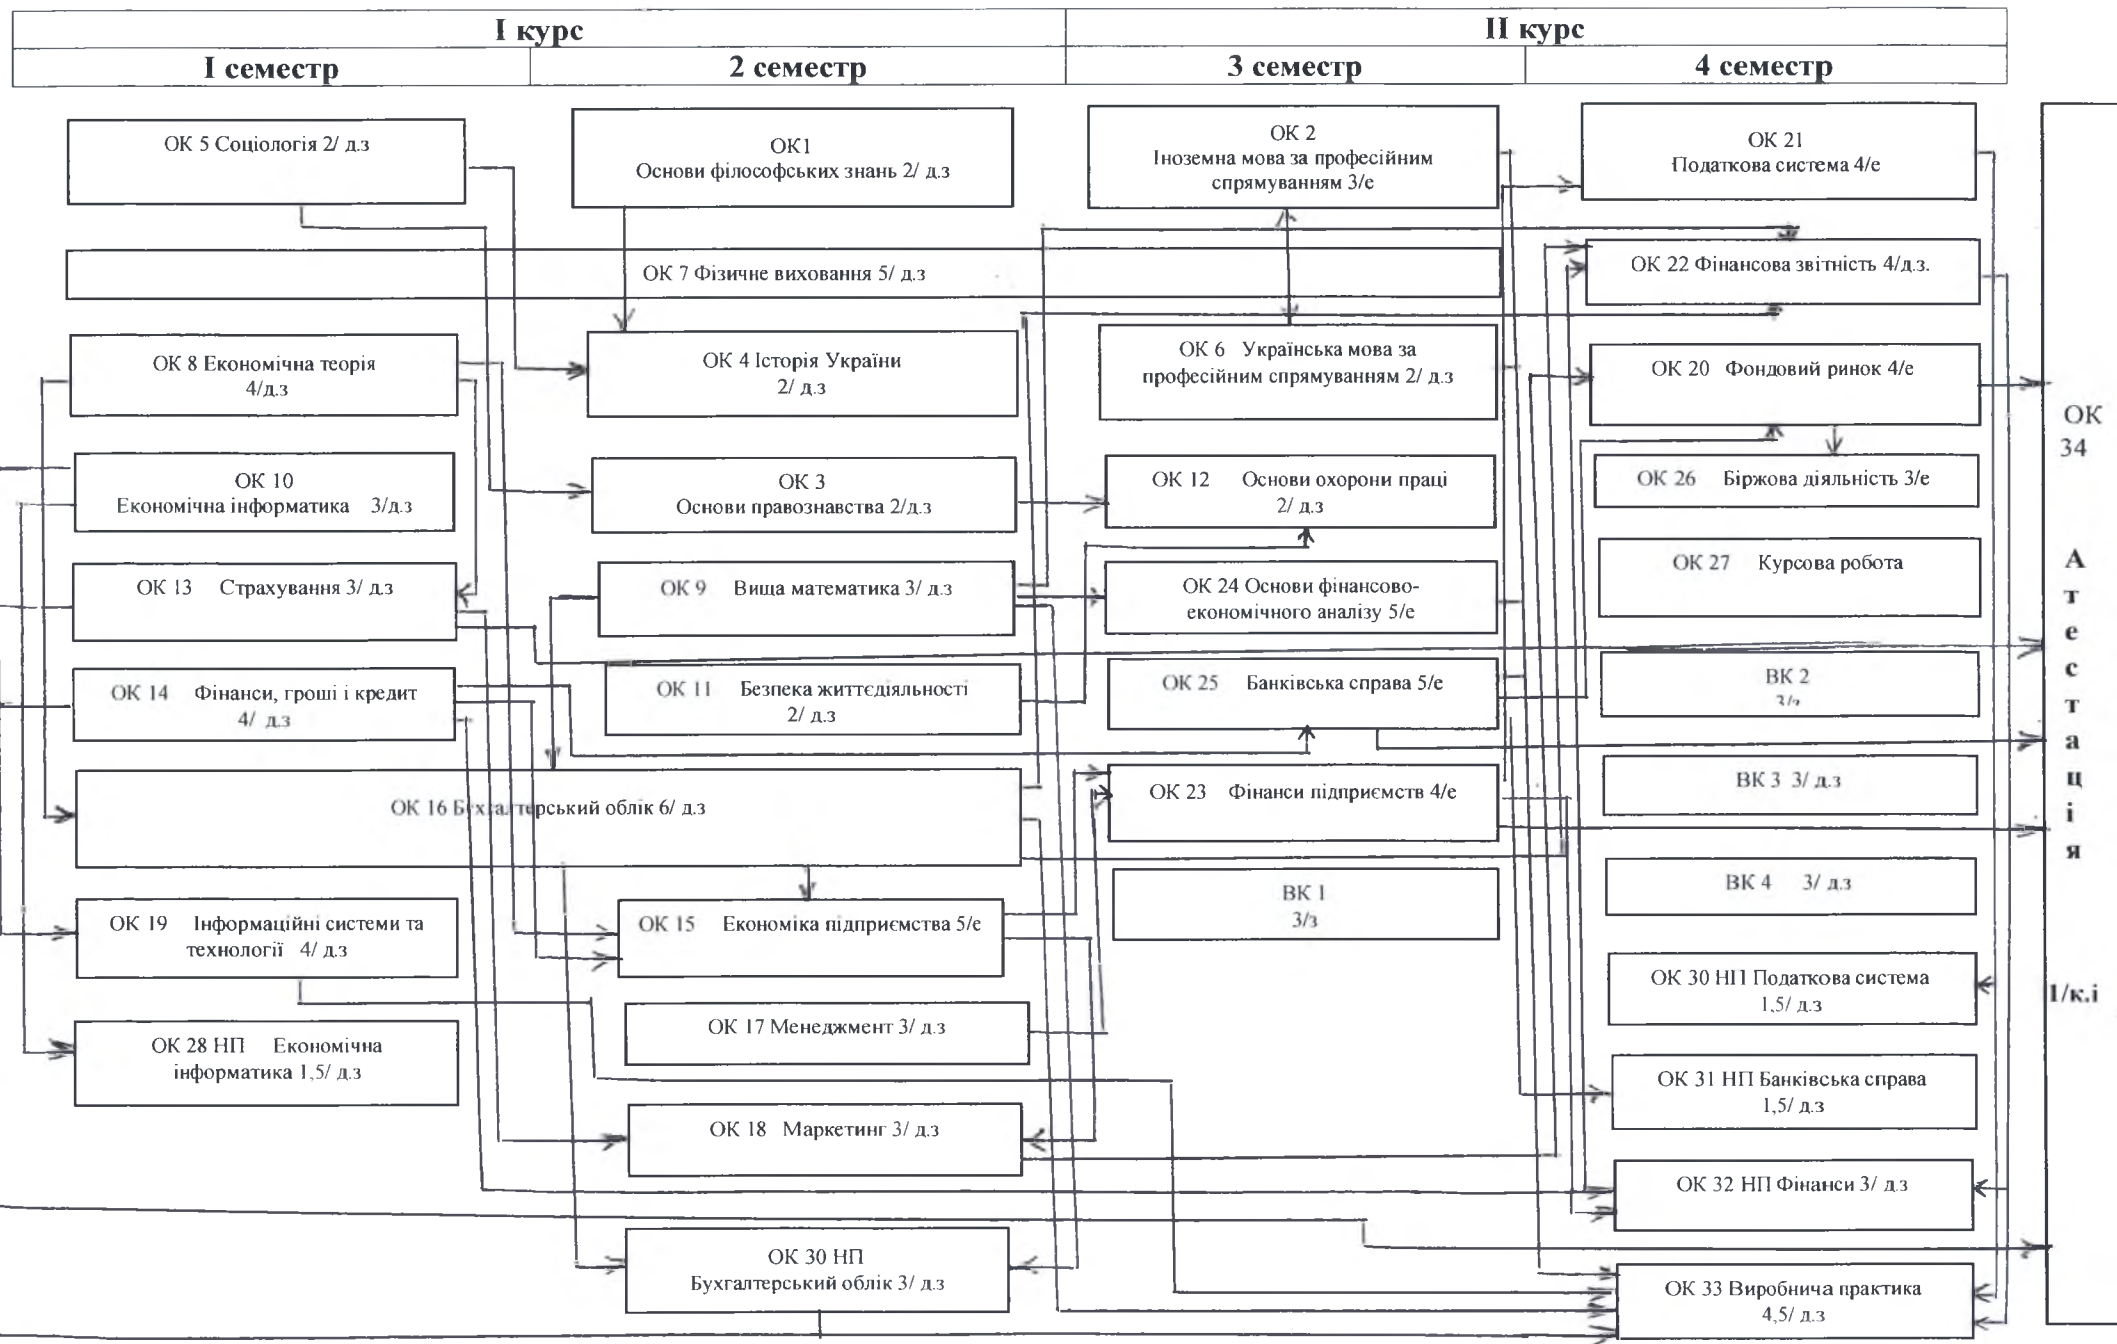 І курс
ІІ курс
І семестр
2 семестр
3 семестр
4 семестр
ОК 5 Соціологія 2/ д.з
ОК1
Основи філософських знань 2/ д.з
ОК 2
Іноземна мова за професійним
спрямуванням 3/е
ОК 21
Податкова система 4/е
ОК 7 Фізичне виховання 5/ д.з
ОК 22 Фінансова звітність 4/д.з.
ОК 8 Економічна теорія
4/д.з
ОК 4 Історія України
2/ д.з
ОК 6 Українська мова за
професійним спрямуванням 2/ д.з
ОК 20 Фондовий ринок 4/е
ОК 10
Економічна інформатика 3/д.з
ОК 3
Основи правознавства 2/д.з
ОК 12 Основи охорони праці
2/ д.з
ОК 26 Біржова діяльність 3/е
ОК 27 Курсова робота
ОК 13 Страхування 3/ д.з
ОК 9 Вища математика 3/ д.з
ОК 24 Основи фінансово-
економічного аналізу 5/е
ОК 14 Фінанси, гроші і кредит
4/ д.з
ОК 11 Безпека життєдіяльності
2/ д.з
ОК 25 Банківська справа 5/е
ВК 2
ОК 16 Бухгалтерський облік 6/ д.з
ОК 23 Фінанси підприємств 4/е
ВК 3 3/ д.з
ВК 1
3/з
ВК 4 3/ д.з
ОК 19 Інформаційні системи та
технології 4/ д.з
ОК 15 Економіка підприємства 5/е
ОК 30 НП Податкова система
1,5/ д.з
ОК 28 НП Економічна
інформатика 1,5/ д.з
ОК 17 Менеджмент 3/ д.з
ОК 31 НП Банківська справа
1,5/ д.з
ОК 18 Маркетинг 3/ д.з
ОК 32 НП Фінанси 3/ д.з
ОК 30 НП
Бухгалтерський облік 3/ д.з
ОК 33 Виробнича практика
4,5/ д.з
ОК
34
А
т
е
с
т
а
ц
і
я
1/к.і